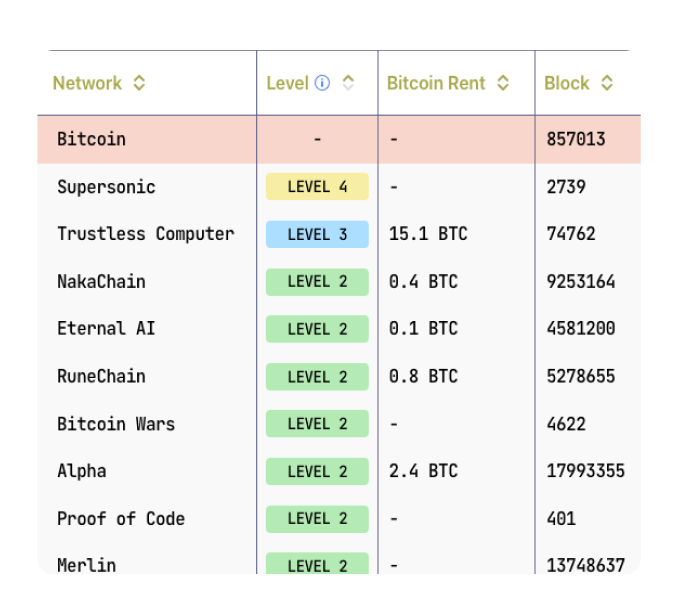 Network Level Bitcoin Rent Block
Bitcoin - - 857013
Supersonic LEVEL 4 - 2739
Trustless Computer LEVEL 3 15.1 BTC 74762
NakaChain LEVEL 2 0.4 BTC 9253164
Eternal AI LEVEL 2 0.1 BTC 4581200
RuneChain LEVEL 2 0.8 BTC 5278655
Bitcoin Wars LEVEL 2 - 4622
Alpha LEVEL 2 2.4 BTC 17993355
Proof of Code LEVEL 2 - 401
Merlin LEVEL 2 - 13748637